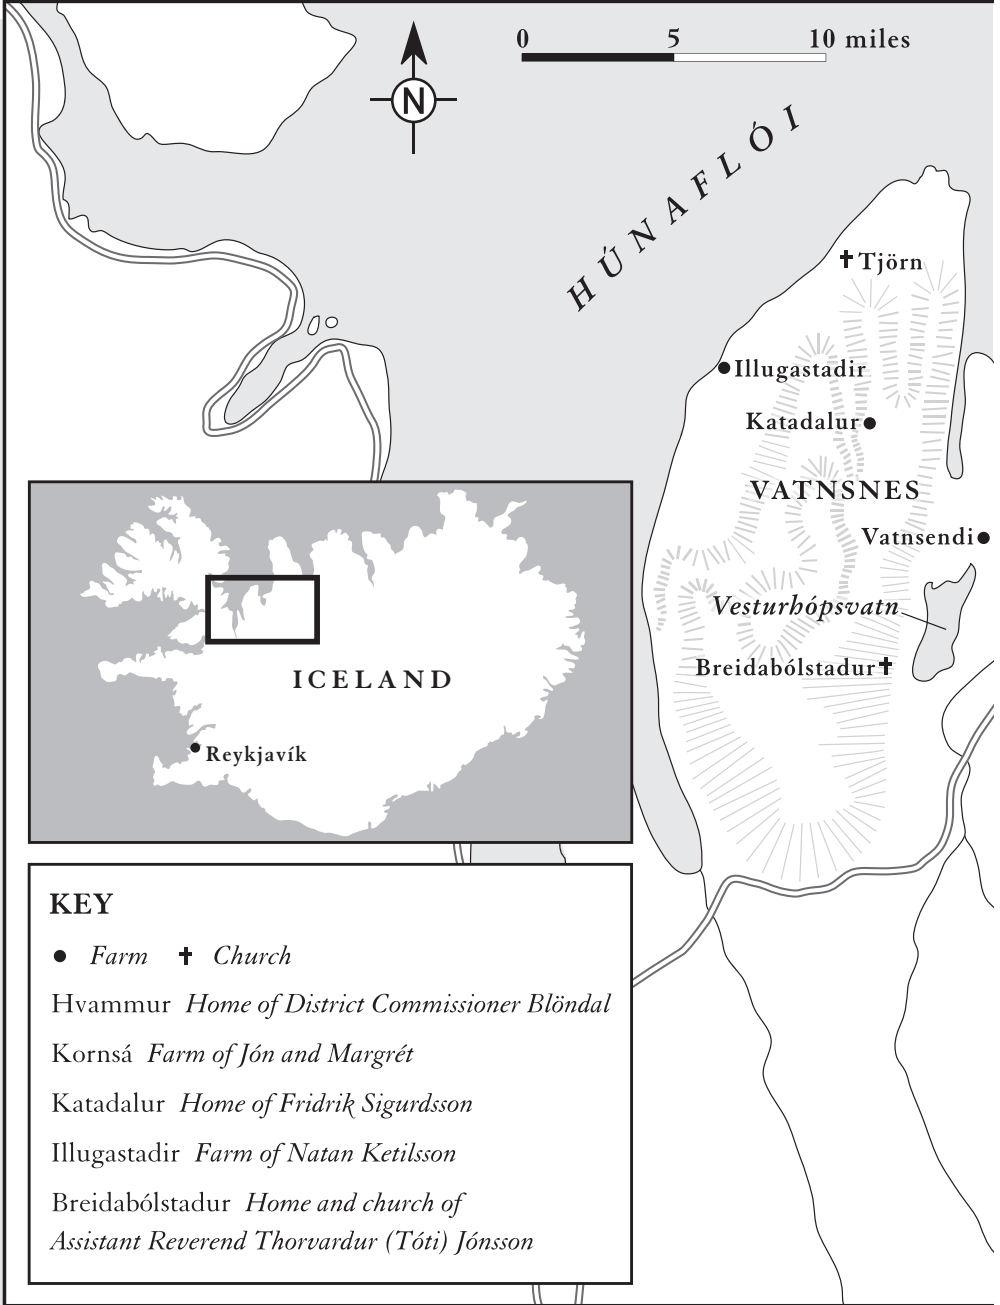 0 5 10 miles
N
HÚNAFLÓI
Tjörn
Illugastadir
Katadalur
VATNSNES
Vatnsendi
Vesturhópsvatn
Breidabólstadur
ICELAND
Reykjavík
KEY
Farm Church
Hvammur Home of District Commissioner Blöndal
Kornsá Farm of Jón and Margrét
Katadalur Home of Fridrik Sigurdsson
Illugastadir Farm of Natan Ketilsson
Breidabólstadur Home and church of
Assistant Reverend Thorvardur (Tóti) Jónsson